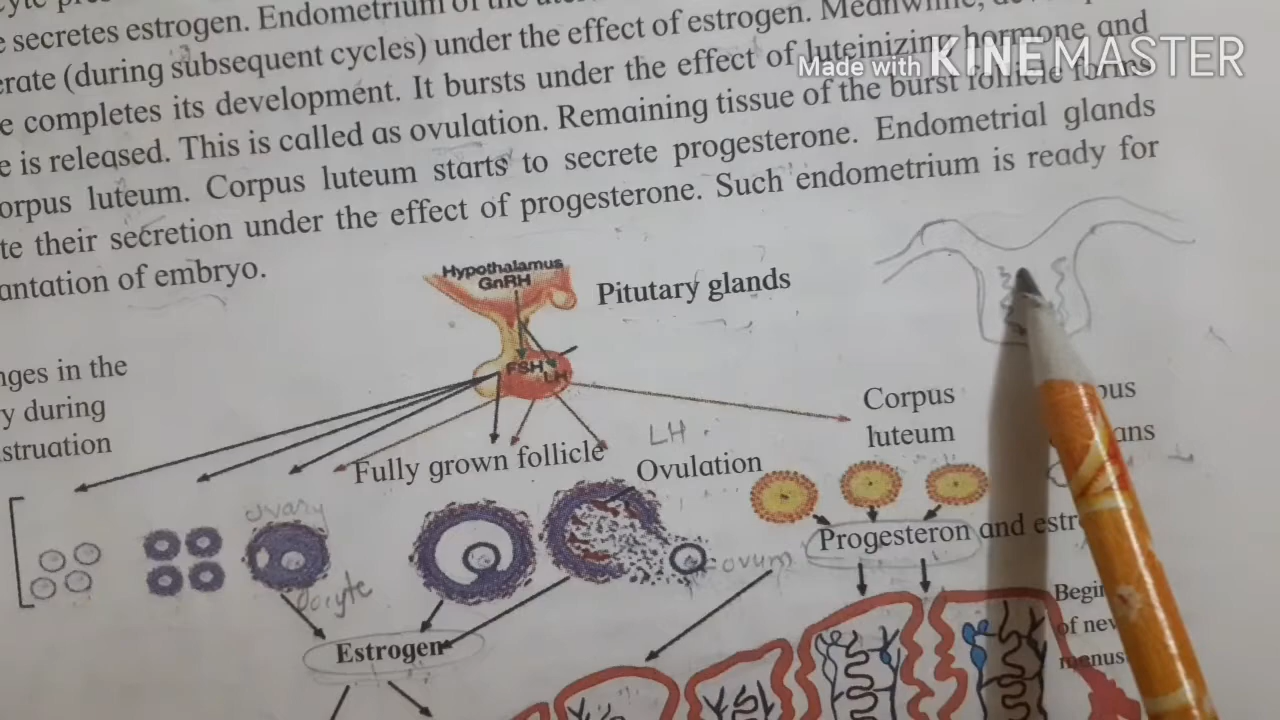 e secretes estrogen. Endometrium of the
erate (during subsequent cycles) under the effect of estrogen. Meanwhile,
e completes its development. It bursts under the effect of luteinizing hormone and
e is released. This is called as ovulation. Remaining tissue of the burst follicle forms
orpus luteum. Corpus luteum starts to secrete progesterone. Endometrial glands
te their secretion under the effect of progesterone. Such endometrium is ready for
antation of embryo.
Made with KINEMASTER
Hypothalamus
GnRH
Pitutary glands
FSH
LH
nges in the
y during
struation
Corpus
luteum
pus
ans
LH
Fully grown follicle
Ovulation
ovary
oocyte
ovum
Progesteron and estr
Estrogen
Begin
of new
menus